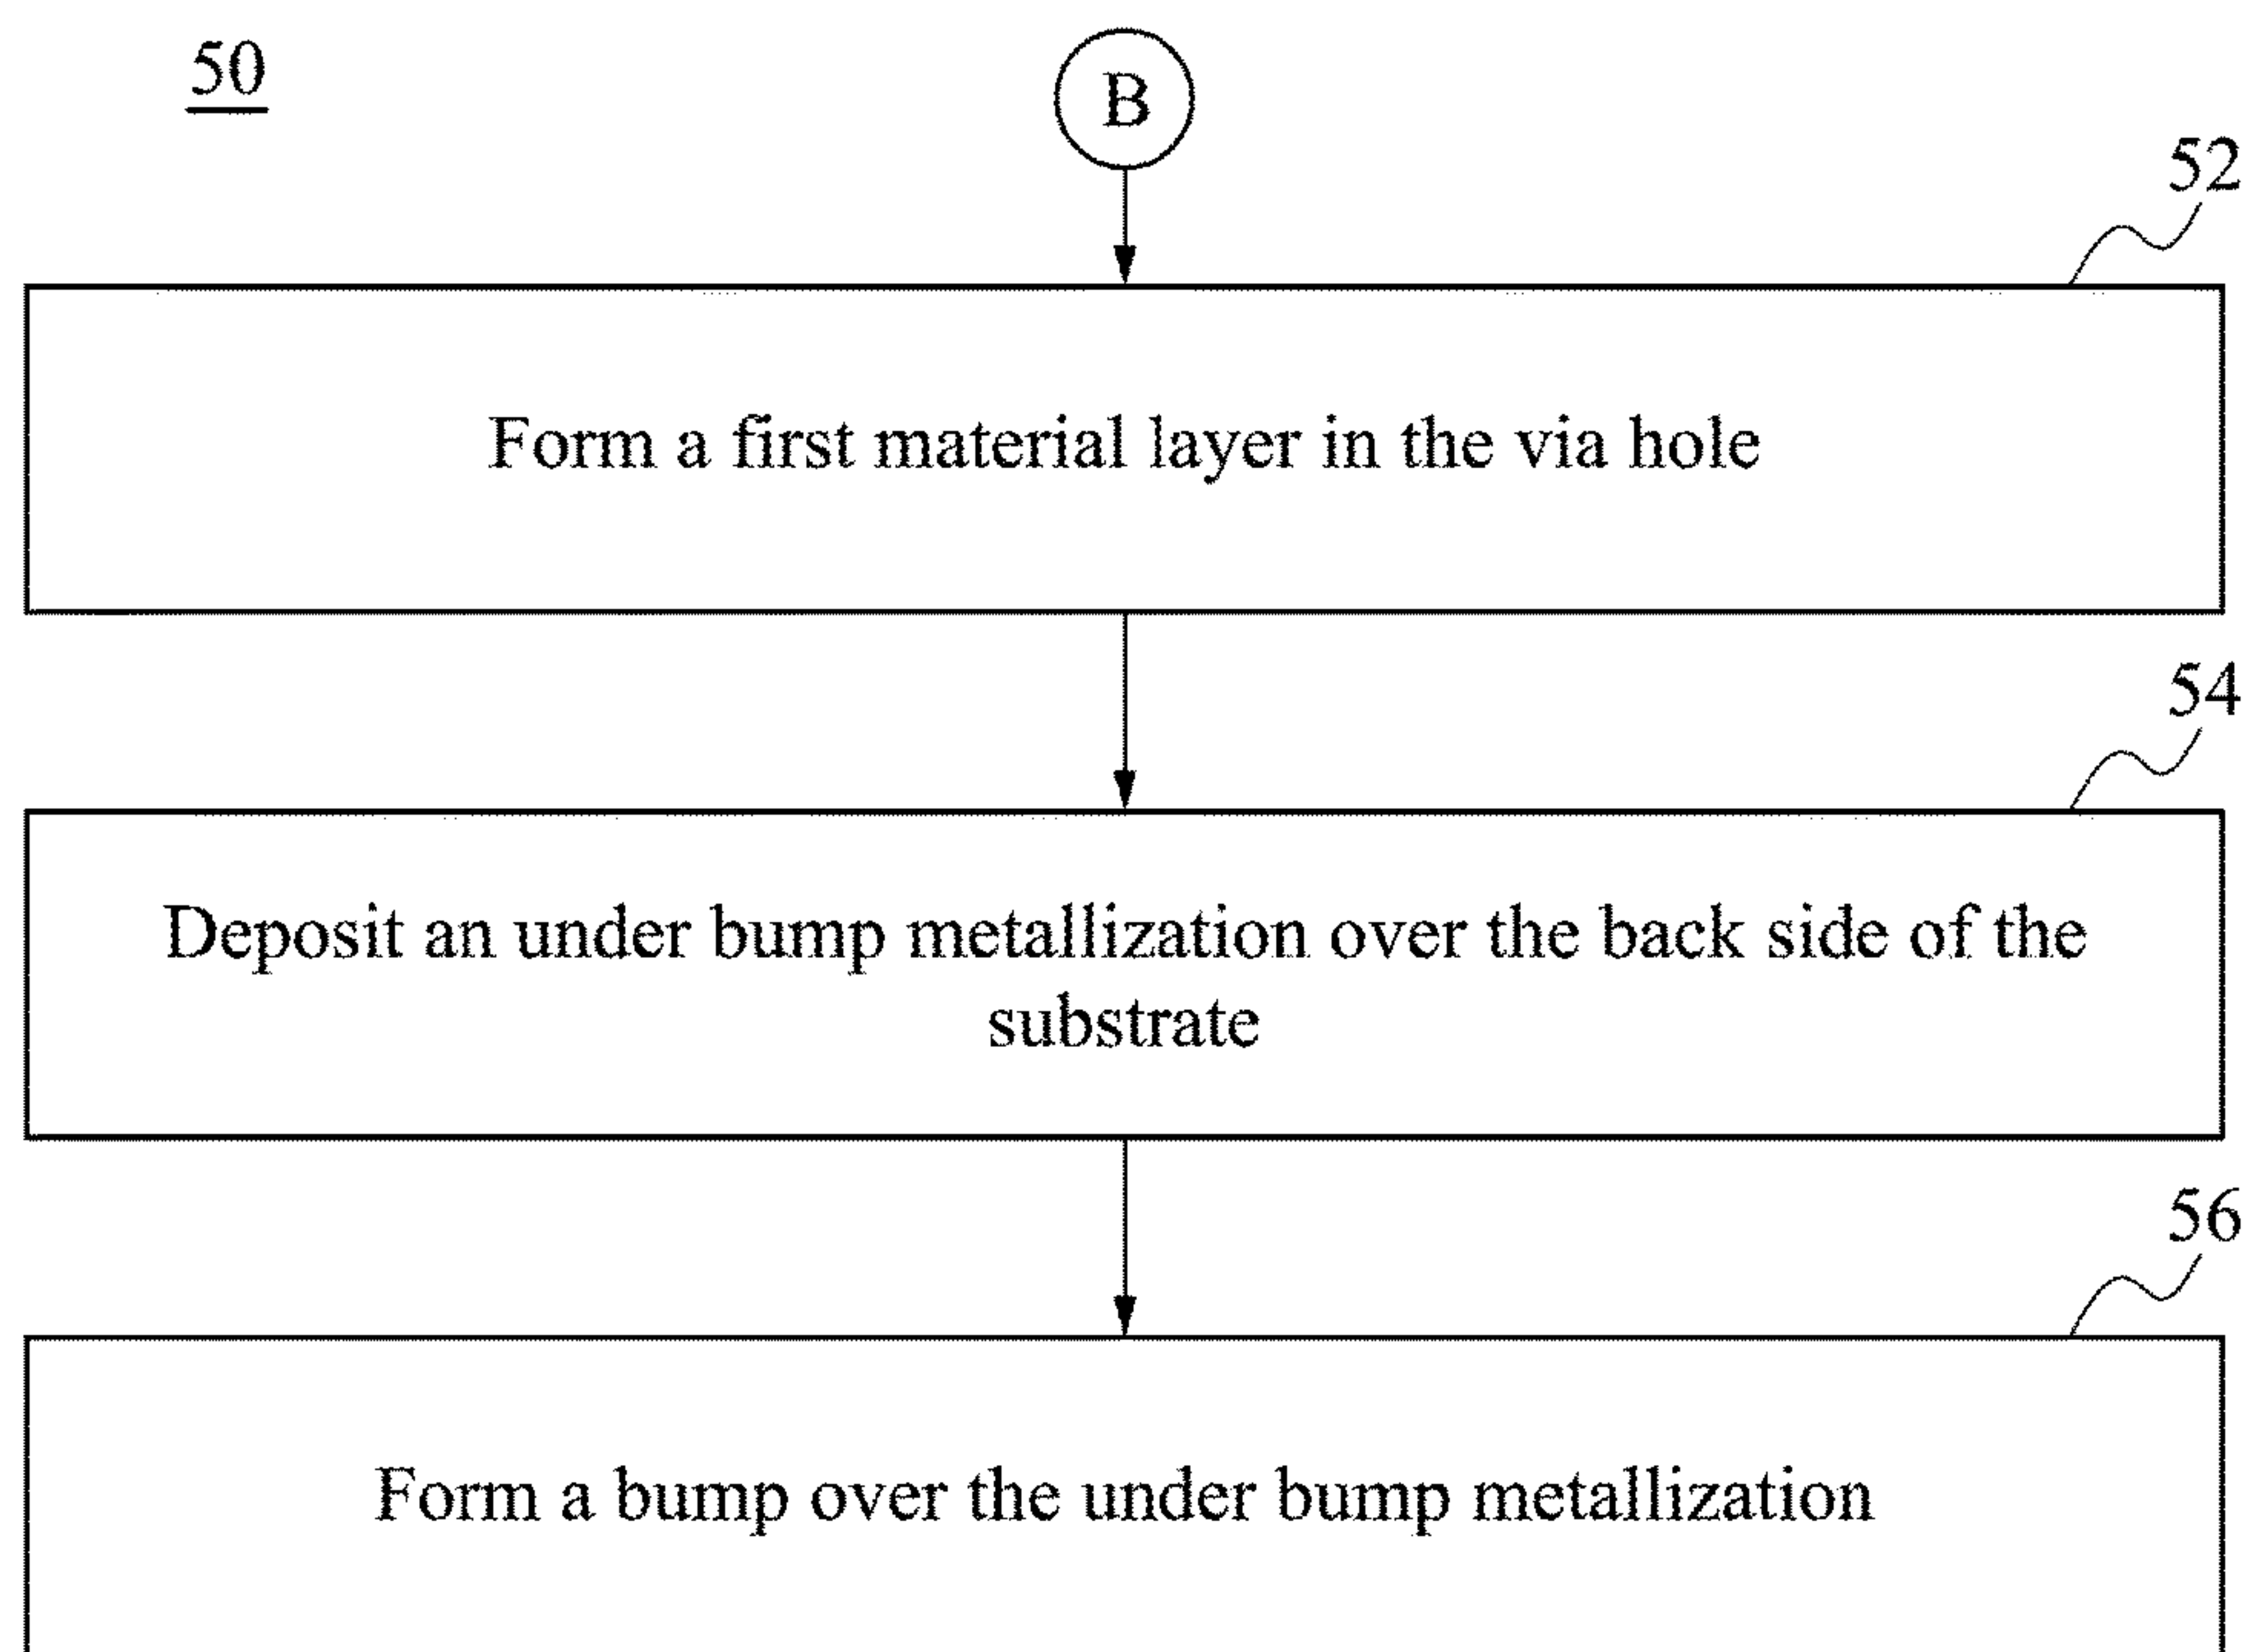 50
B
52
Form a first material layer in the via hole
54
Deposit an under bump metallization over the back side of the
substrate
56
Form a bump over the under bump metallization